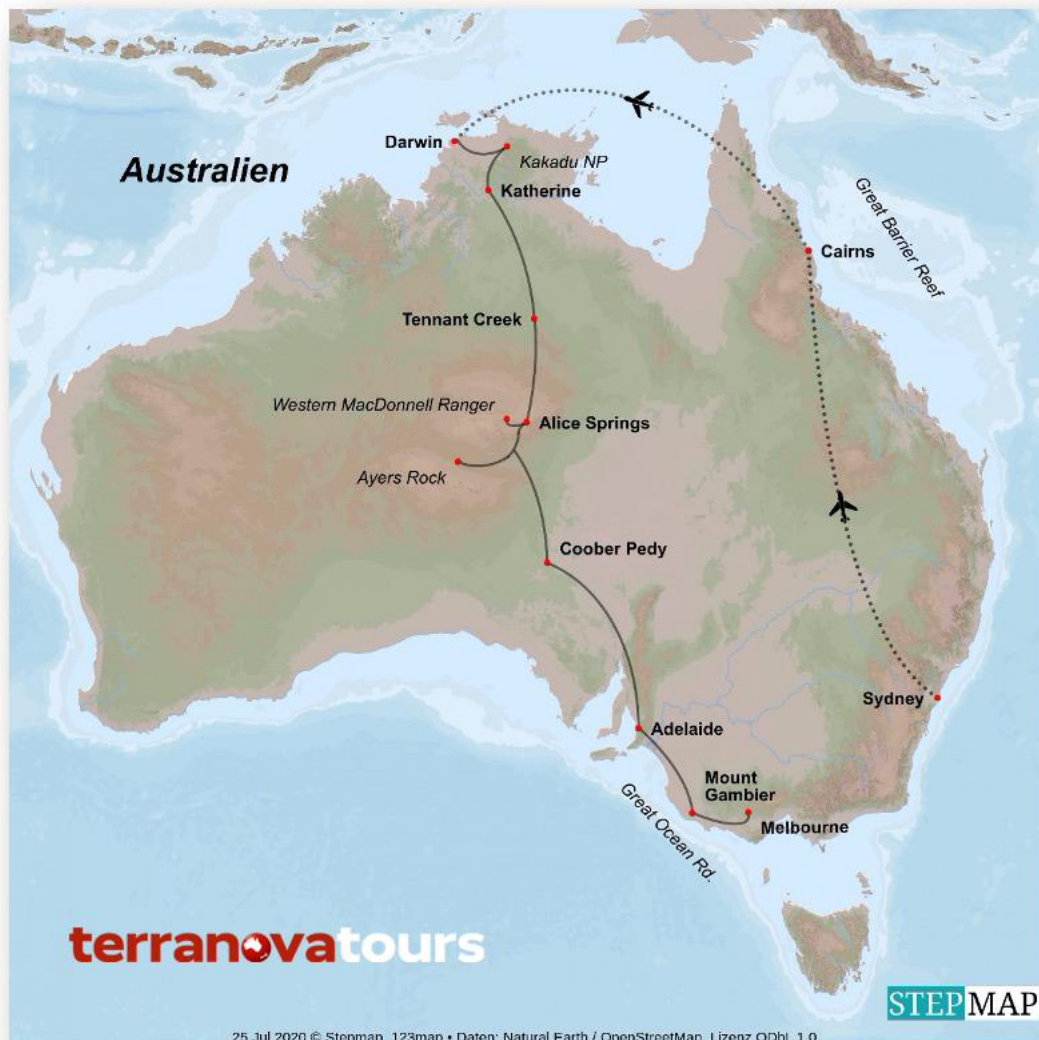 Darwin
Australien
Kakadu NP
Katherine
Great Barrier Reef
Cairns
Tennant Creek
Western MacDonnell Ranger
Alice Springs
Ayers Rock
Coober Pedy
Sydney
Adelaide
Mount
Gambier
Great Ocean Rd.
Melbourne
terranovatours
STEPMAP
25 Jul 2020 © Stepmap, 123map • Daten: Natural Earth / OpenStreetMap, Lizenz ODbL 1.0